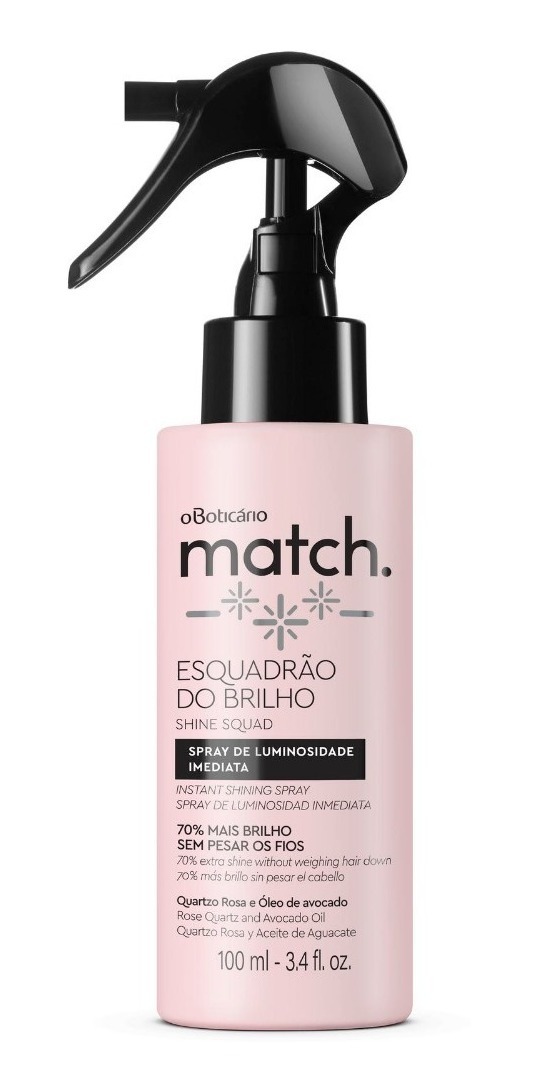 oBoticário
match.
ESQUADRÃO
DO BRILHO
SHINE SQUAD
SPRAY DE LUMINOSIDADE
IMEDIATA
INSTANT SHINING SPRAY
SPRAY DE LUMINOSIDAD INMEDIATA
70% MAIS BRILHO
SEM PESAR OS FIOS
70% extra shine without weighing hair down
70% más brillo sin pesar el cabello
Quartzo Rosa e Óleo de avocado
Rose Quartz and Avocado Oil
Quartzo Rosa y Aceite de Aguacate
100 ml - 3.4 fl. oz.